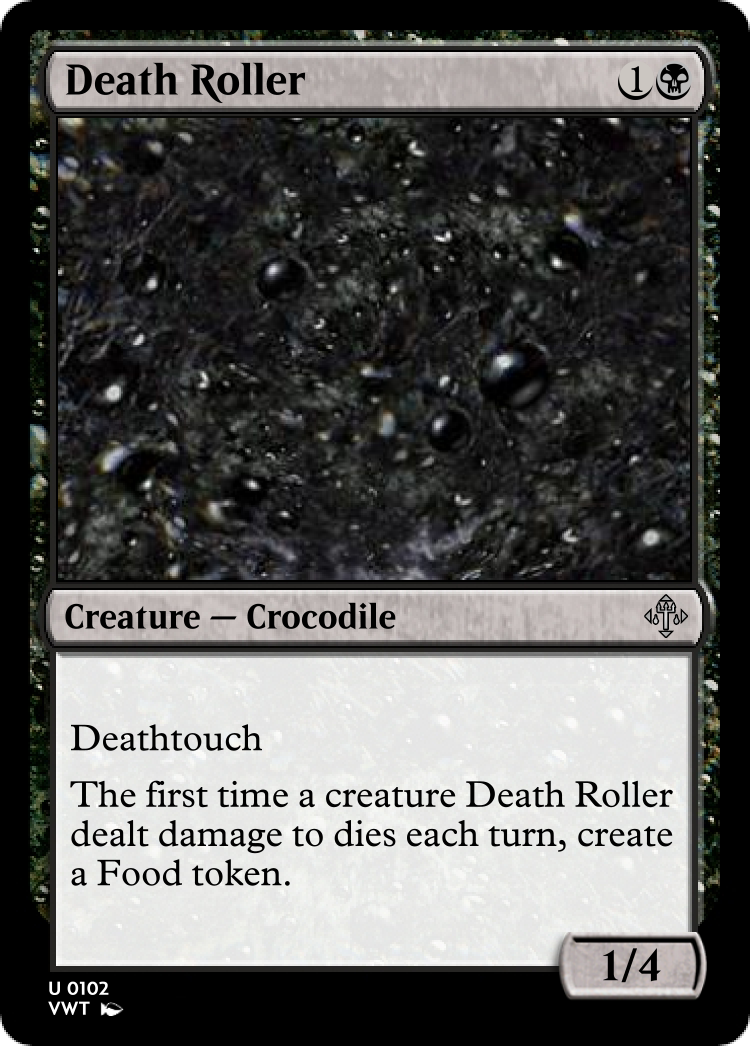 Death Roller 1
Creature — Crocodile
Deathtouch
The first time a creature Death Roller
dealt damage to dies each turn, create
a Food token.
1/4
U 0102
VWT